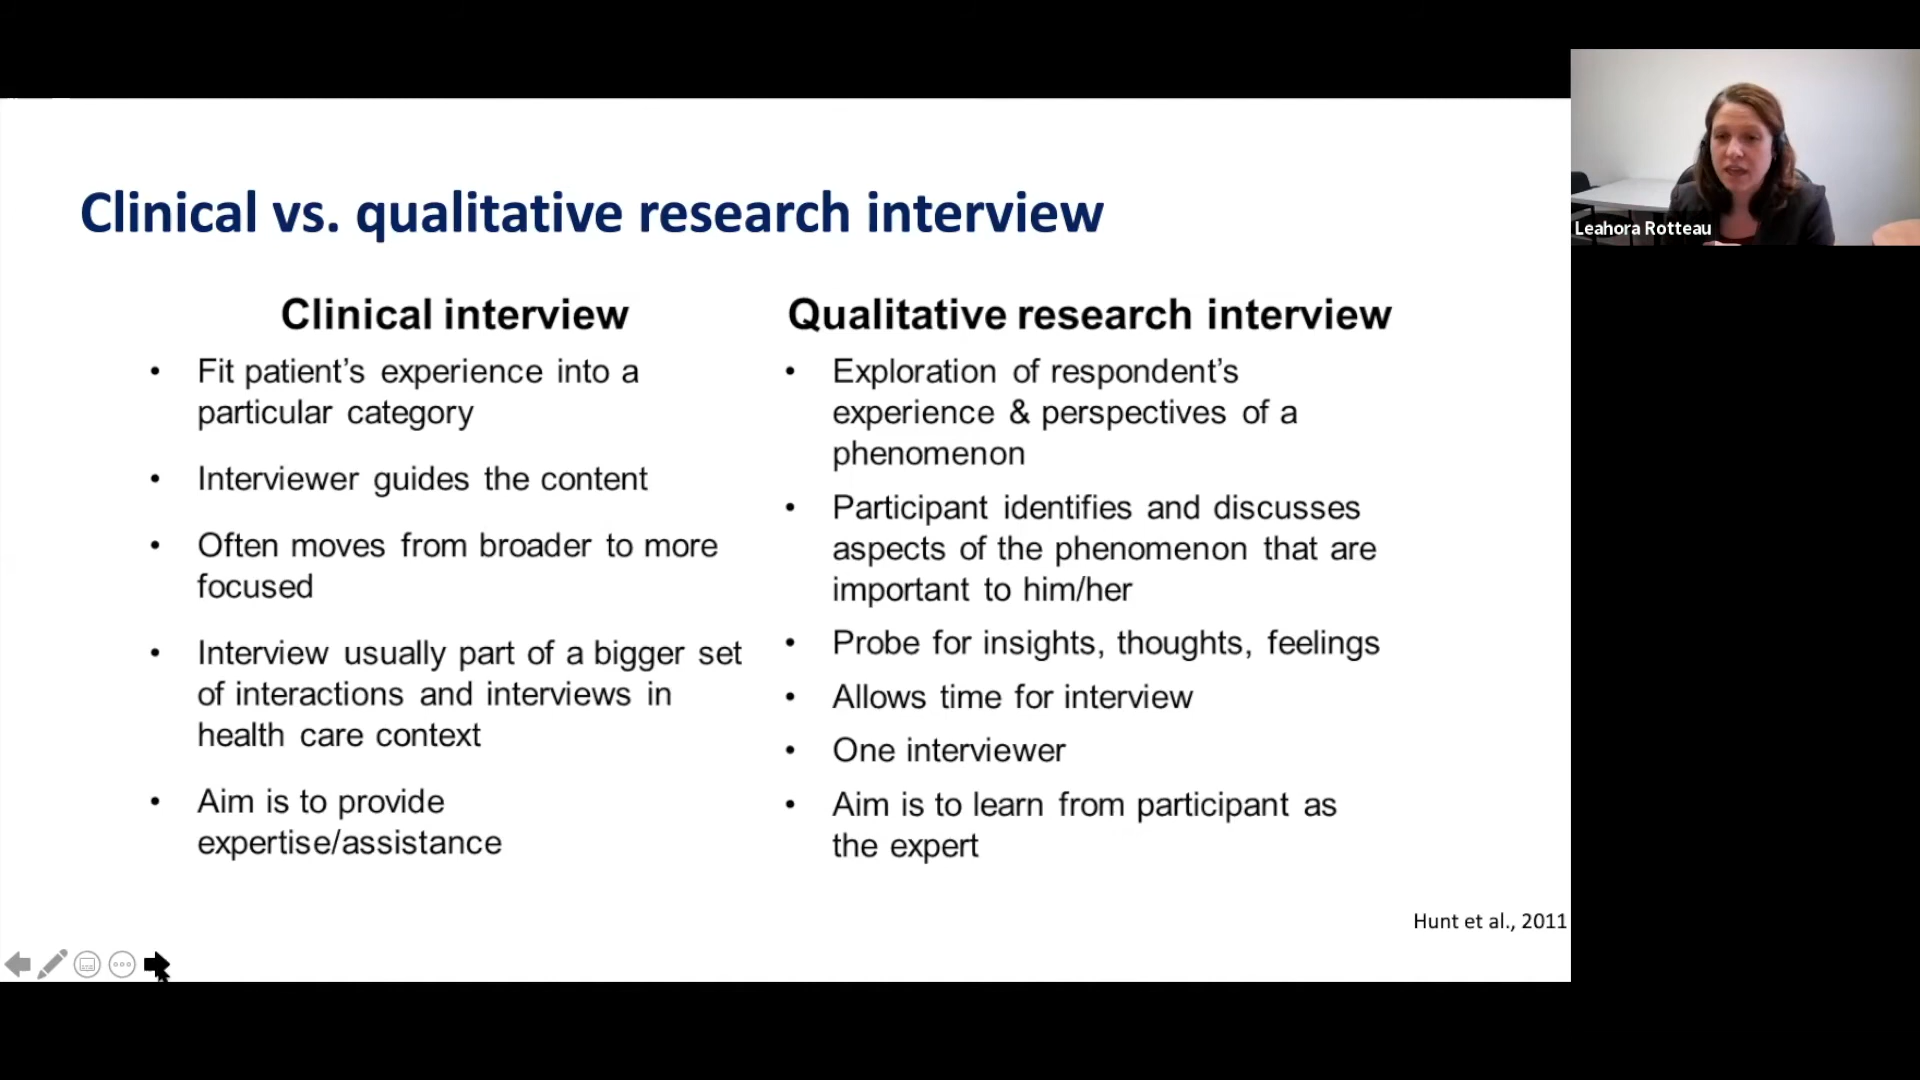 Clinical vs. qualitative research interview
Clinical interview
• Fit patient’s experience into a
particular category
• Interviewer guides the content
• Often moves from broader to more
focused
• Interview usually part of a bigger set
of interactions and interviews in
health care context
• Aim is to provide
expertise/assistance
Qualitative research interview
• Exploration of respondent’s
experience & perspectives of a
phenomenon
• Participant identifies and discusses
aspects of the phenomenon that are
important to him/her
• Probe for insights, thoughts, feelings
• Allows time for interview
• One interviewer
• Aim is to learn from participant as
the expert
Hunt et al., 2011
Leahora Rotteau